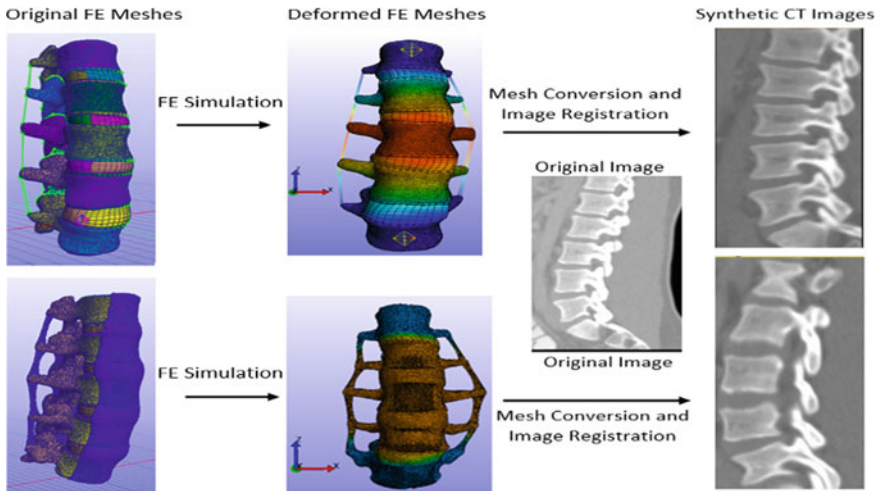 Original FE Meshes
Deformed FE Meshes
Synthetic CT Images
FE Simulation
Mesh Conversion and
Image Registration
Original Image
Original Image
FE Simulation
Mesh Conversion and
Image Registration